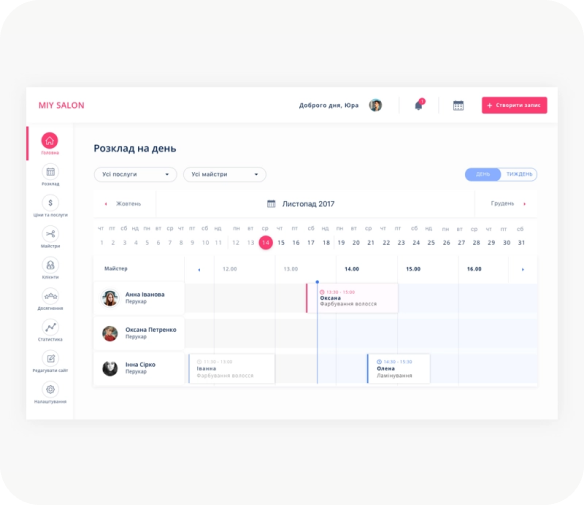 MIY SALON
Доброго дня, Юра
+ Створити запис
Головна
Розклад
Ціни та послуги
Майстри
Клієнти
Досягнення
Статистика
Редагувати сайт
Налаштування
Розклад на день
Усі послуги
Усі майстри
ДЕНЬ
ТИЖДЕНЬ
Жовтень
Листопад 2017
Грудень
чт пт сб нд пн вт ср чт пт сб нд пн вт ср чт пт сб нд пн вт ср пт пт сб нд пн вт ср чт пт сб
1 2 3 4 5 6 7 8 9 10 11 12 13 14 15 16 17 18 19 20 21 22 23 24 25 26 27 28 29 30 31
Майстер
12.00
13.00
14.00
15.00
16.00
Анна Іванова
Перукар
13:30 - 15:00
Оксана
Фарбування волосся
Оксана Петренко
Перукар
Інна Сірко
Перукар
11:30 - 13:00
Іванна
Фарбування волосся
14:30 - 15:30
Олена
Ламінування